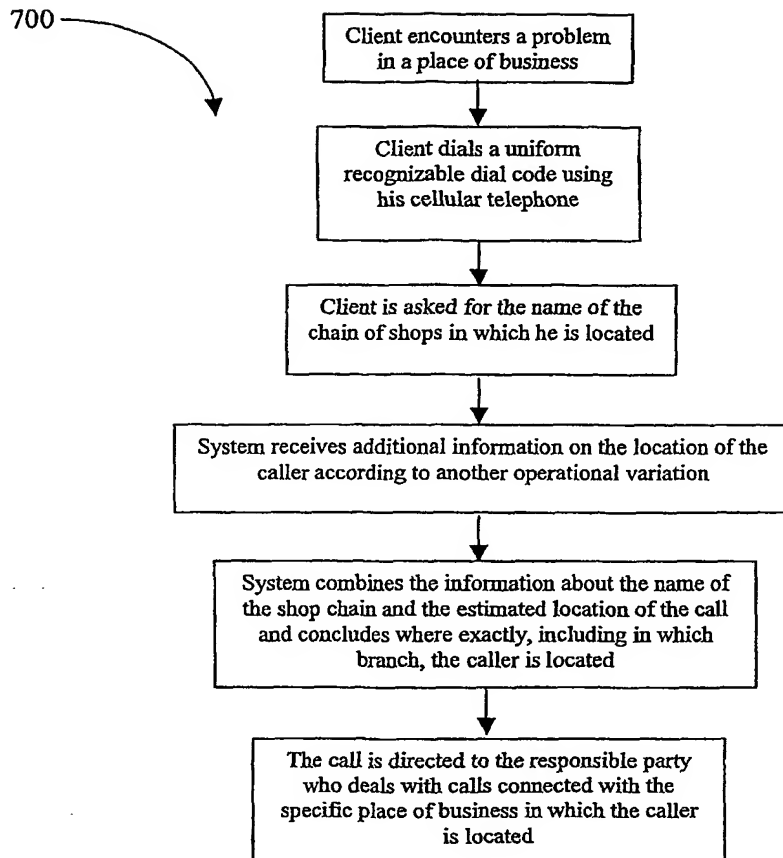 700
Client encounters a problem
in a place of business
Client dials a uniform
recognizable dial code using
his cellular telephone
Client is asked for the name of the
chain of shops in which he is located
System receives additional information on the location of the
caller according to another operational variation
System combines the information about the name of
the shop chain and the estimated location of the call
and concludes where exactly, including in which
branch, the caller is located
The call is directed to the responsible party
who deals with calls connected with the
specific place of business in which the caller
is located